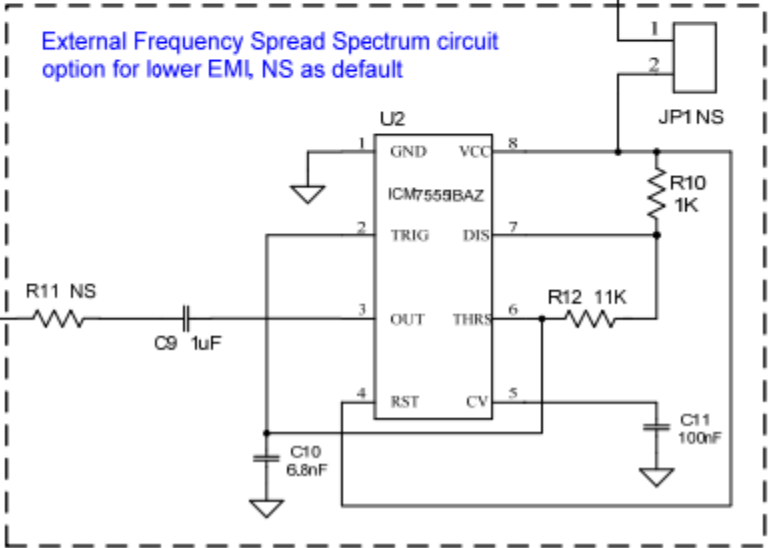 External Frequency Spread Spectrum circuit
option for lower EMI, NS as default
1
2
JP1 NS
U2
1 GND VCC 8
ICM7555IBAZ
R10
1K
2 TRIG DIS 7
R11 NS
R12 11K
3 OUT THRS 6
C9 1uF
4 RST CV 5
C11
100nF
C10
6.8nF